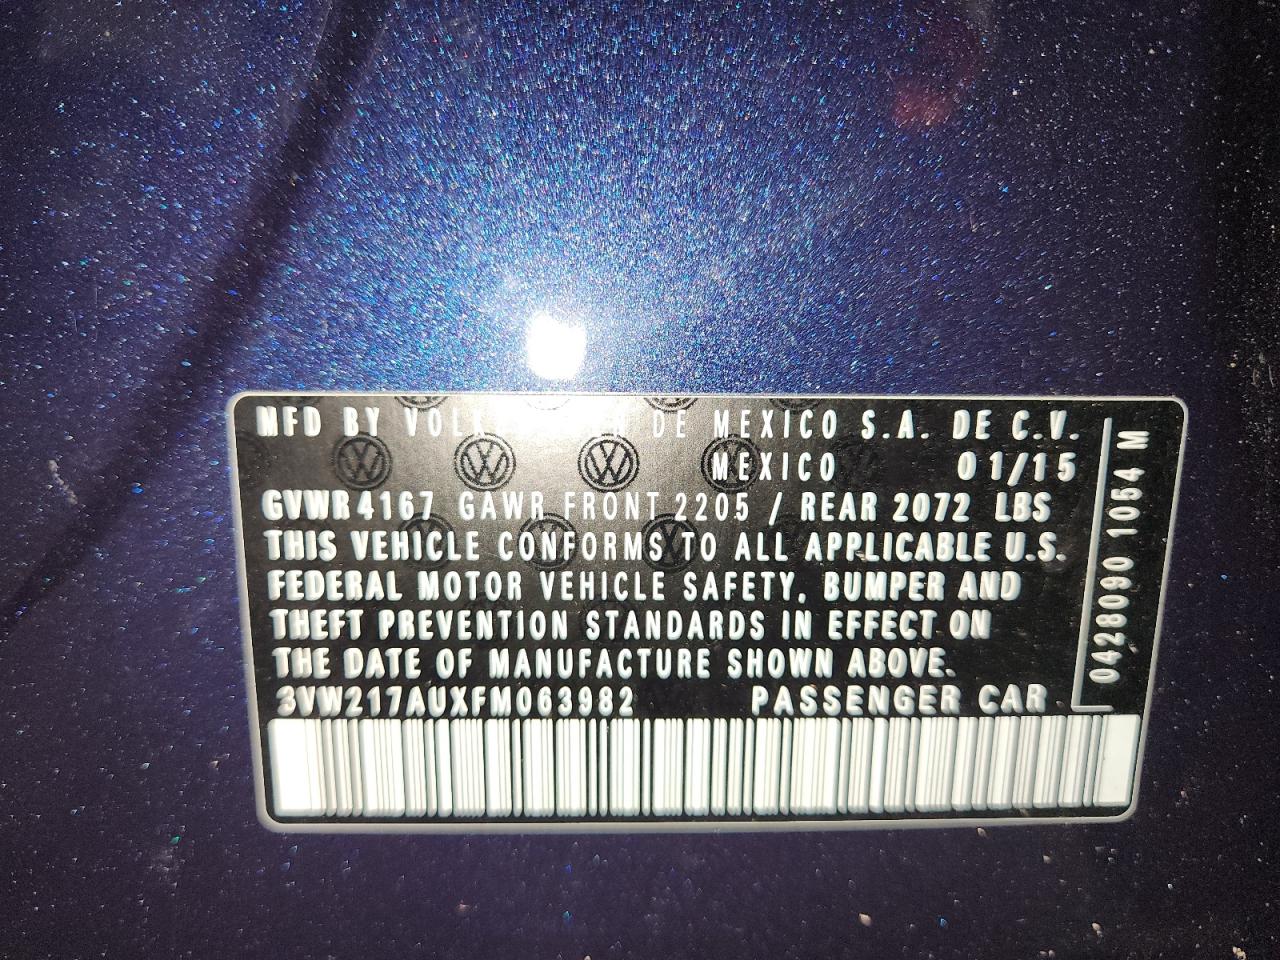 MFD BY VOLKSWAGEN DE MEXICO S.A. DE C.V.
MEXICO 01/15
GVWR 4167 GAWR FRONT 2205 / REAR 2072 LBS
THIS VEHICLE CONFORMS TO ALL APPLICABLE U.S.
FEDERAL MOTOR VEHICLE SAFETY, BUMPER AND
THEFT PREVENTION STANDARDS IN EFFECT ON
THE DATE OF MANUFACTURE SHOWN ABOVE.
3VW217AUXFM063982 PASSENGER CAR
0428090 1054 M